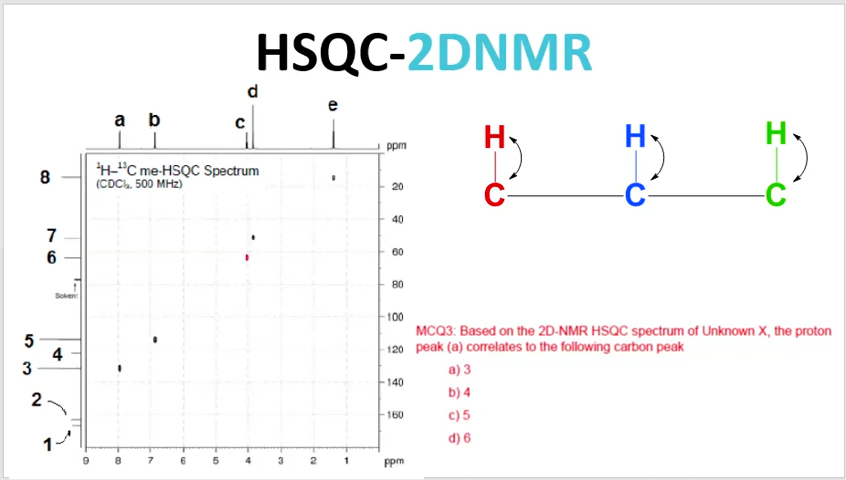 HSQC-2DNMR
a b c d e
ppm
¹H–¹³C me-HSQC Spectrum
(CDCl₃, 500 MHz)
8
7
6
Solvent
5
4
3
2
1
20
40
60
80
100
120
140
160
9 8 7 6 5 4 3 2 1 ppm
H H H
C C C
MCQ3: Based on the 2D-NMR HSQC spectrum of Unknown X, the proton
peak (a) correlates to the following carbon peak
a) 3
b) 4
c) 5
d) 6